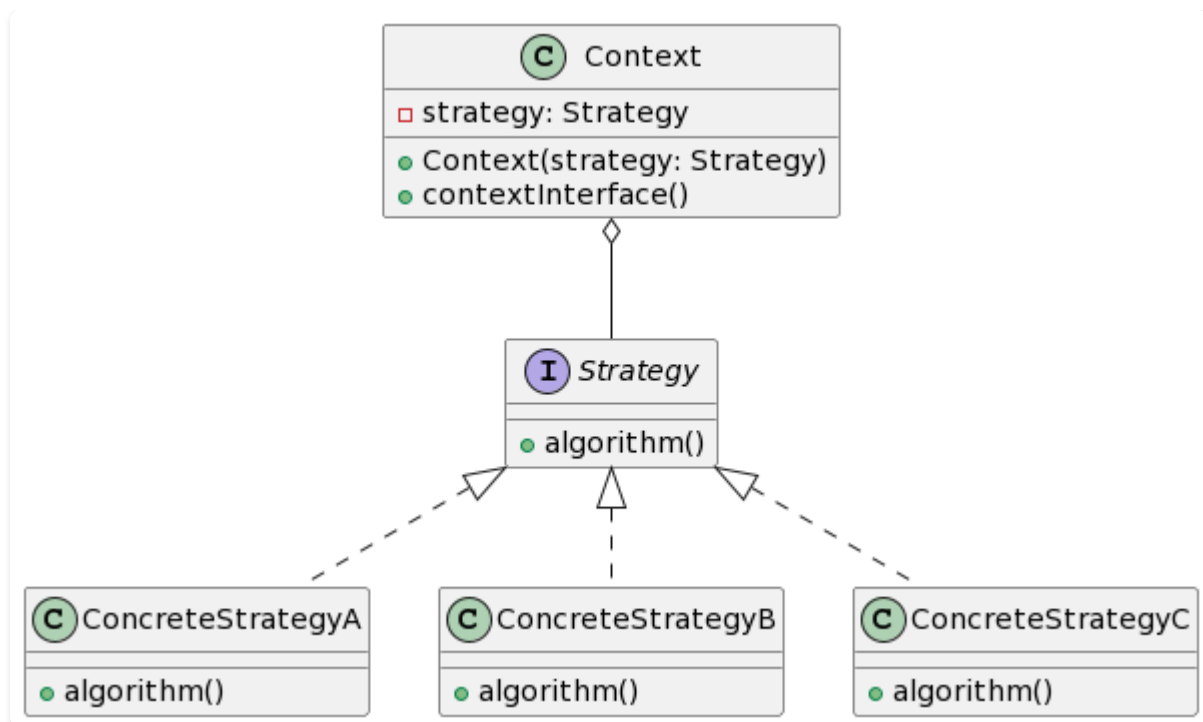 C Context
strategy: Strategy
Context(strategy: Strategy)
contextInterface()
I Strategy
algorithm()
C ConcreteStrategyA
algorithm()
C ConcreteStrategyB
algorithm()
C ConcreteStrategyC
algorithm()